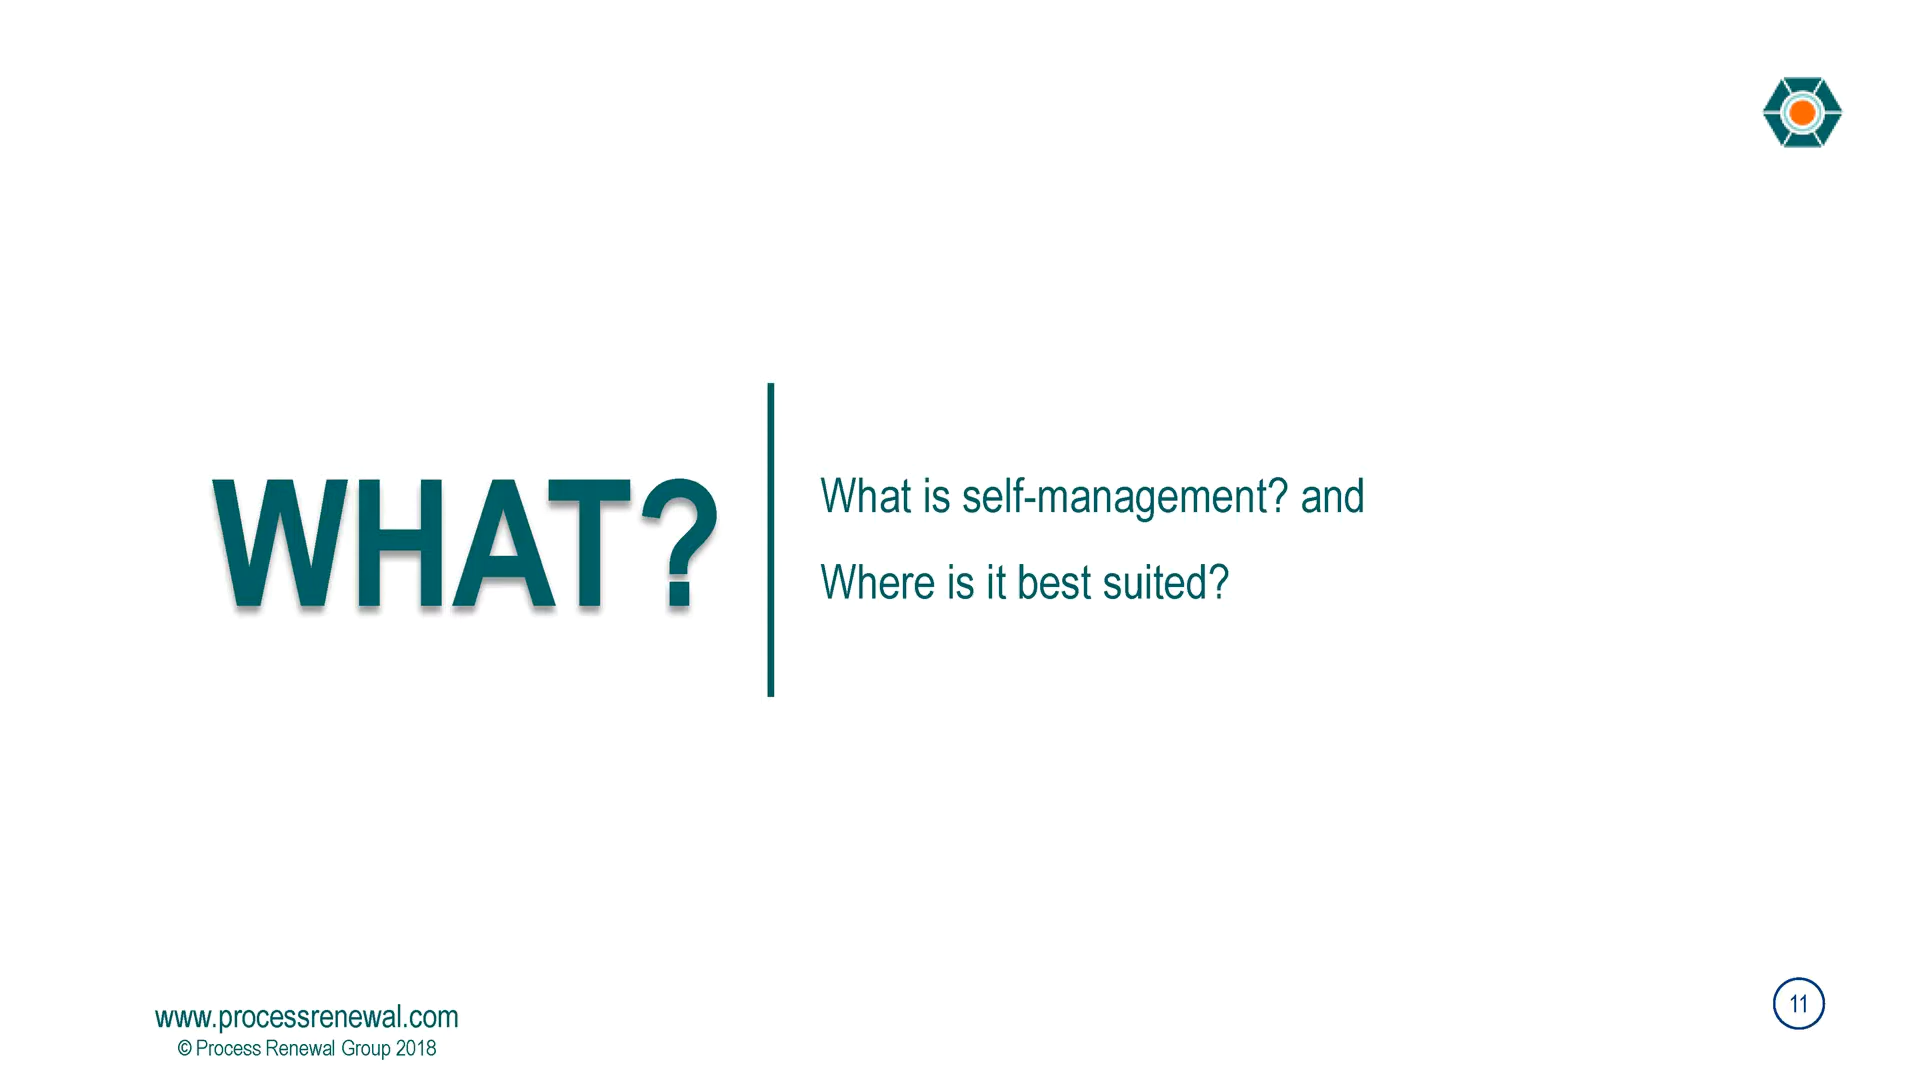 WHAT?
What is self-management? and
Where is it best suited?
www.processrenewal.com
© Process Renewal Group 2018
11